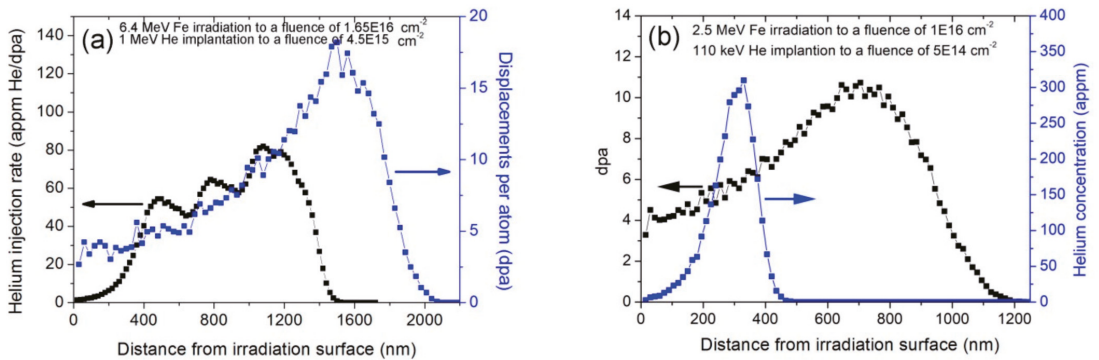 6.4 MeV Fe irradiation to a fluence of 1.65E16 cm-2
1 MeV He implantation to a fluence of 4.5E15 cm-2
(a)
Helium injection rate (appm He/dpa)
140
120
100
80
60
40
20
0
0 400 800 1200 1600 2000
Distance from irradiation surface (nm)
20
15
10
5
0
Displacements per atom (dpa)
2.5 MeV Fe irradiation to a fluence of 1E16 cm-2
110 keV He implantion to a fluence of 5E14 cm-2
(b)
dpa
14
12
10
8
6
4
2
0
0 200 400 600 800 1000 1200
Distance from irradiation surface (nm)
400
350
300
250
200
150
100
50
0
Helium concentration (appm)